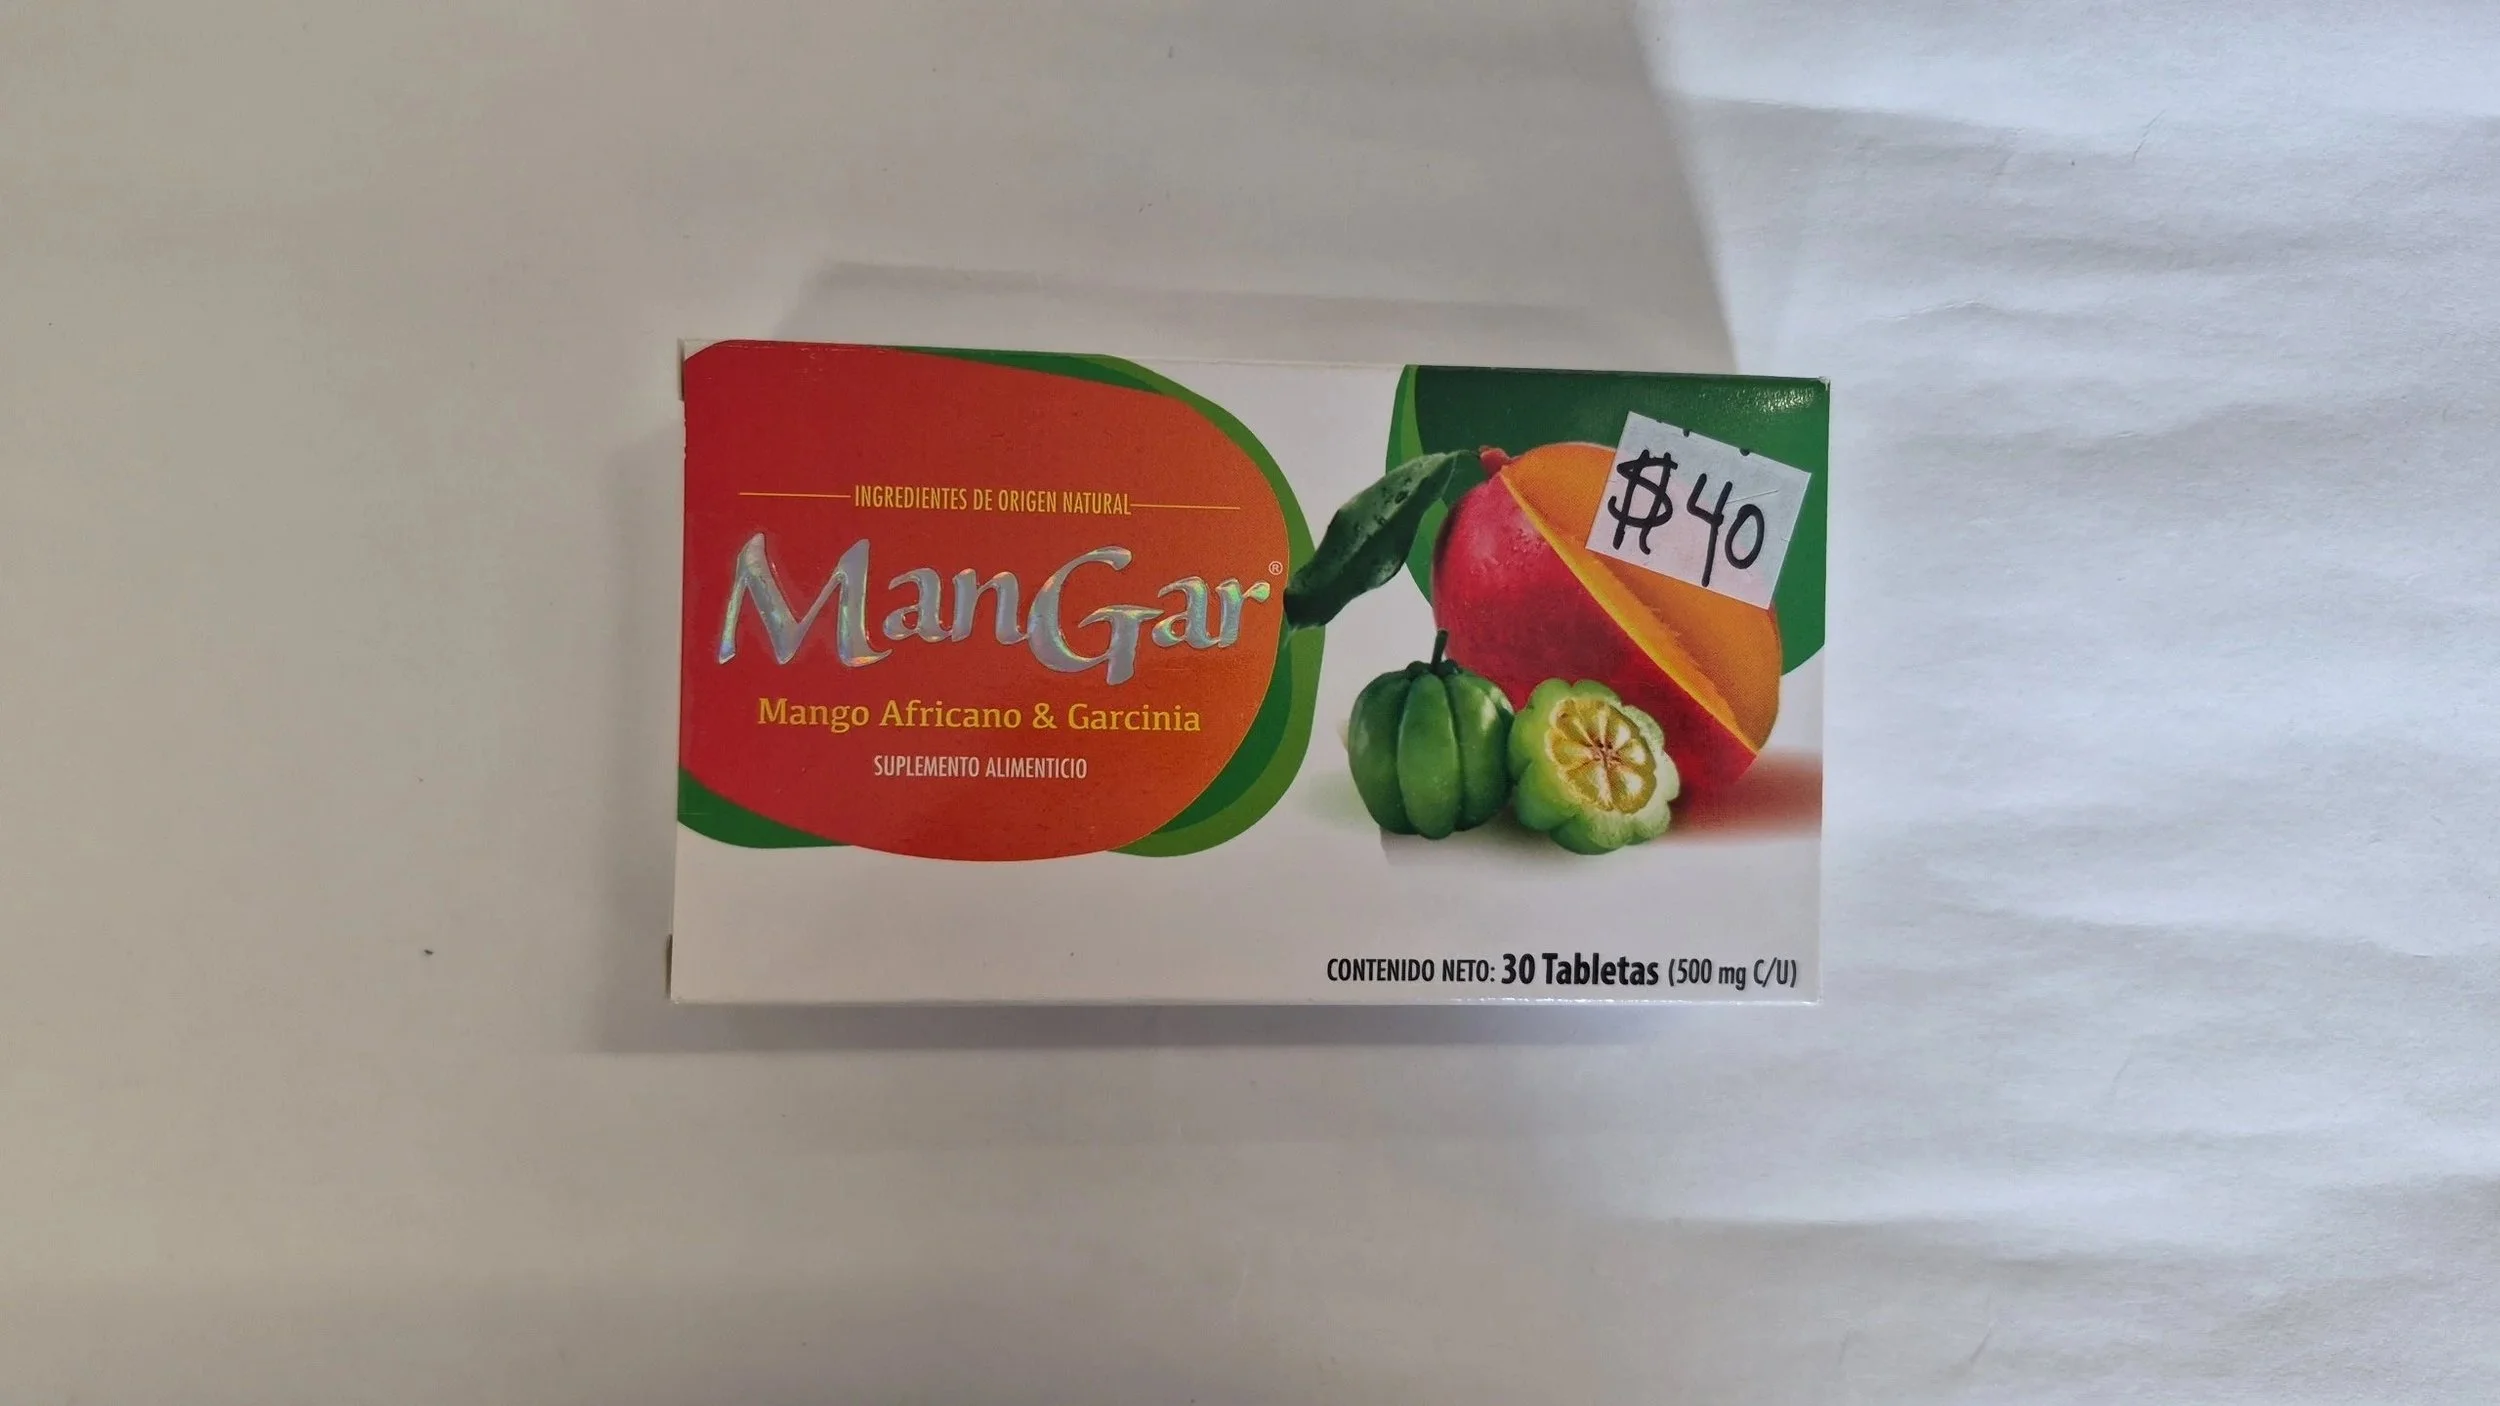 INGREDIENTES DE ORIGEN NATURAL
ManGar®
Mango Africano & Garcinia
SUPLEMENTO ALIMENTICIO
$40
CONTENIDO NETO: 30 Tabletas (500 mg C/U)